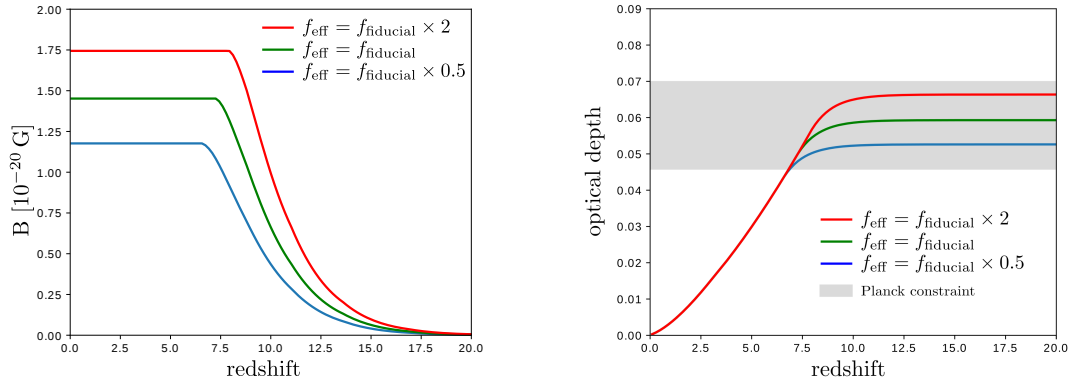 f_eff = f_fiducial × 2
f_eff = f_fiducial
f_eff = f_fiducial × 0.5
B [10^−20 G]
2.00
1.75
1.50
1.25
1.00
0.75
0.50
0.25
0.00
0.0 2.5 5.0 7.5 10.0 12.5 15.0 17.5 20.0
redshift
optical depth
0.09
0.08
0.07
0.06
0.05
0.04
0.03
0.02
0.01
0.00
f_eff = f_fiducial × 2
f_eff = f_fiducial
f_eff = f_fiducial × 0.5
Planck constraint
0.0 2.5 5.0 7.5 10.0 12.5 15.0 17.5 20.0
redshift